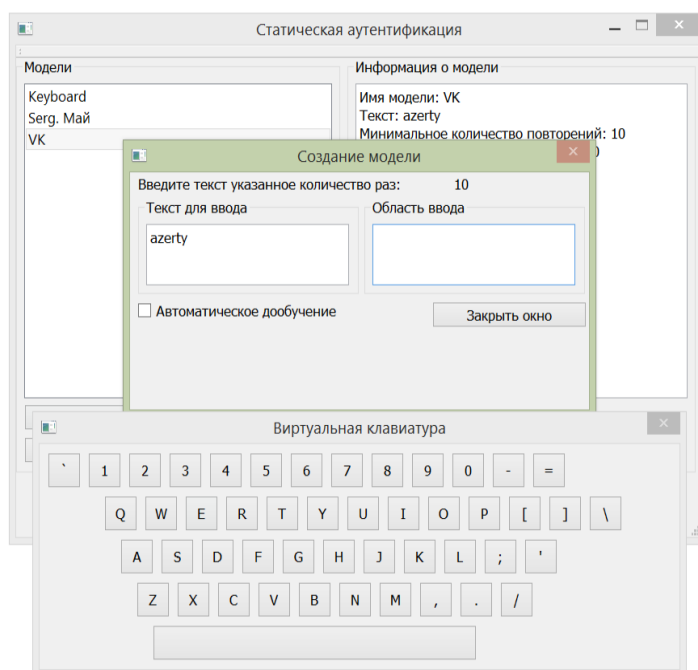 Статическая аутентификация
Модели
Keyboard
Serg. Май
VK
Информация о модели
Имя модели: VK
Текст: azerty
Минимальное количество повторений: 10
Создание модели
Введите текст указанное количество раз: 10
Текст для ввода
azerty
Область ввода
Автоматическое дообучение
Закрыть окно
Виртуальная клавиатура
` 1 2 3 4 5 6 7 8 9 0 - =
Q W E R T Y U I O P [ ] \
A S D F G H J K L ; '
Z X C V B N M , . /